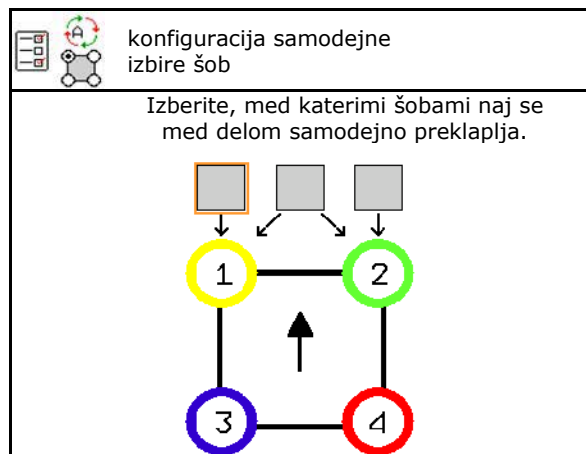 A
konfiguracija samodejne
izbire šob
Izberite, med katerimi šobami naj se
med delom samodejno preklaplja.
1 2
3 4